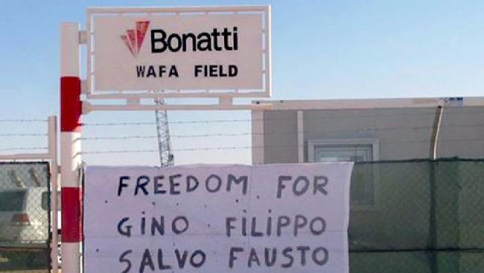 Bonatti
WAFA FIELD
FREEDOM FOR
GINO FILIPPO
SALVO FAUSTO